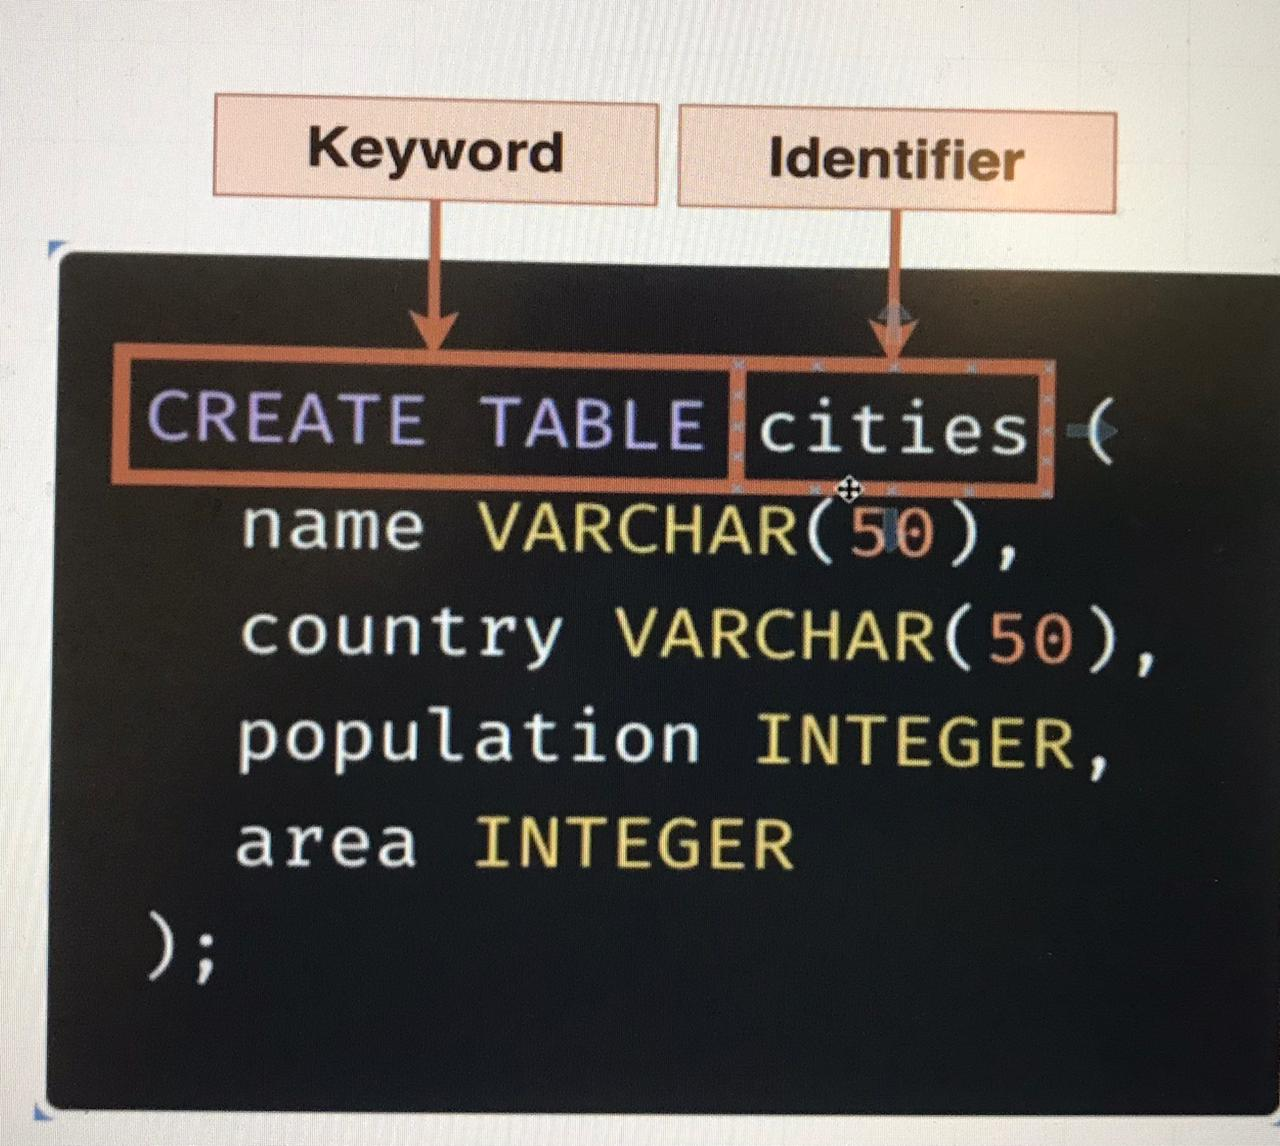 Keyword Identifier
CREATE TABLE cities (
name VARCHAR(50),
country VARCHAR(50),
population INTEGER,
area INTEGER
);